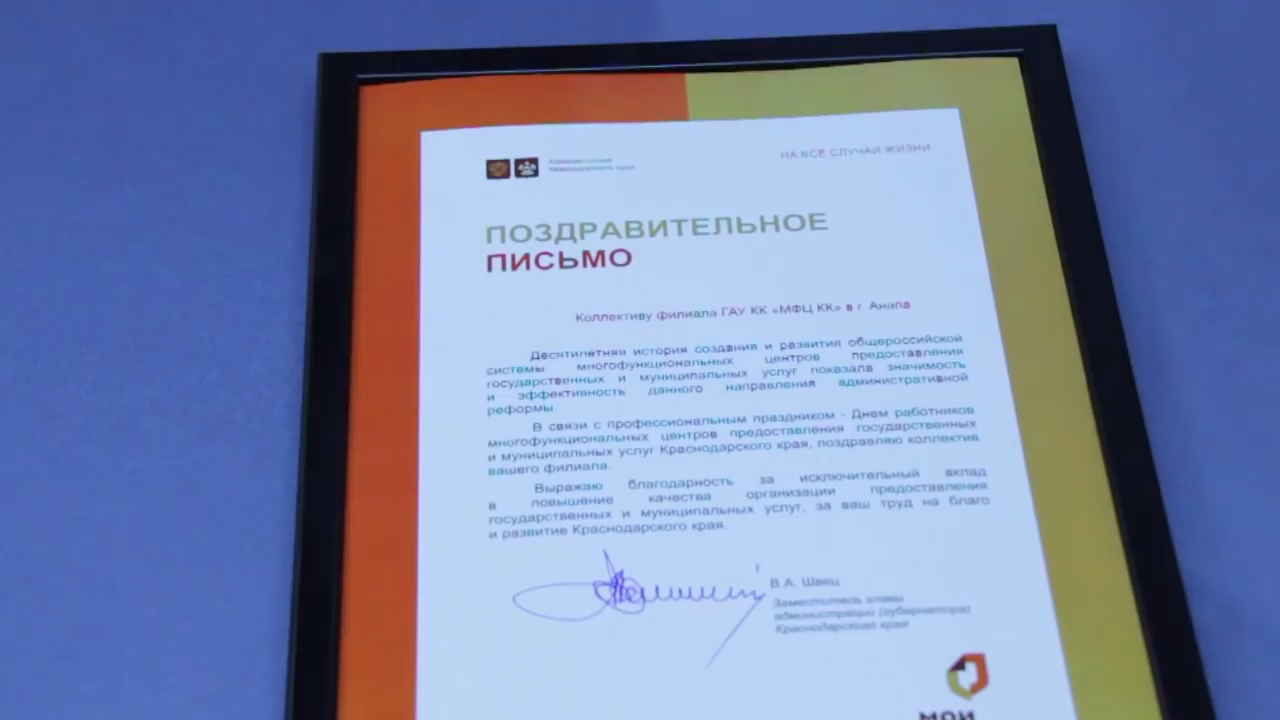 Администрация
Краснодарского края
НА ВСЕ СЛУЧАИ ЖИЗНИ
ПОЗДРАВИТЕЛЬНОЕ
ПИСЬМО
Коллективу филиала ГАУ КК «МФЦ КК» в г. Анапа
Десятилетняя история создания и развития общероссийской
системы многофункциональных центров предоставления
государственных и муниципальных услуг показала значимость
и эффективность данного направления административной
реформы.
В связи с профессиональным праздником - Днем работников
многофункциональных центров предоставления государственных
и муниципальных услуг Краснодарского края, поздравляю коллектив
вашего филиала.
Выражаю благодарность за исключительный вклад
в повышение качества организации предоставления
государственных и муниципальных услуг, за ваш труд на благо
и развитие Краснодарского края.
В.А. Швец
Заместитель главы
администрации (губернатора)
Краснодарского края
МОИ